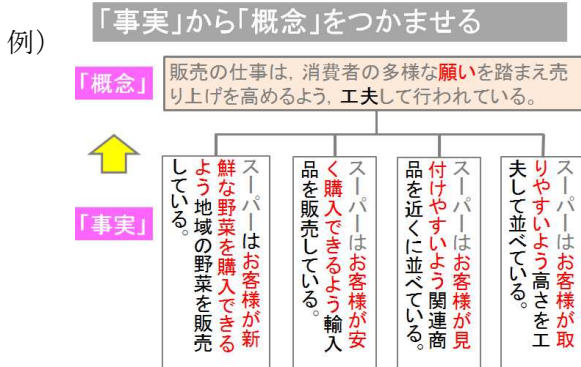 「事実」から「概念」をつかませる
例）
「概念」
販売の仕事は，消費者の多様な願いを踏まえ売
り上げを高めるよう，工夫して行われている。
「事実」
スーパーはお客様が取
りやすいよう高さを工
夫して並べている。
スーパーはお客様が見
付けやすいよう関連商
品を近くに並べている。
スーパーはお客様が安
く購入できるよう輸入
品を販売している。
スーパーはお客様が新
鮮な野菜を購入できる
よう地域の野菜を販売
している。